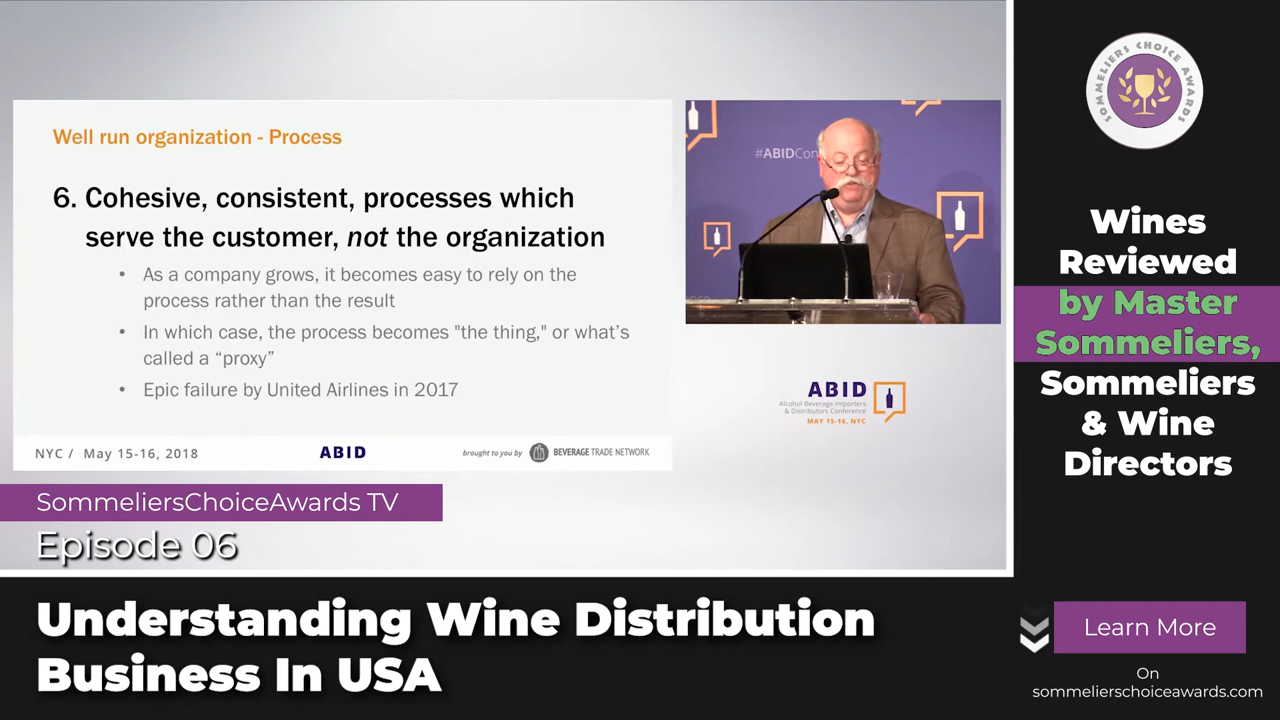 Well run organization - Process
6. Cohesive, consistent, processes which
serve the customer, not the organization
• As a company grows, it becomes easy to rely on the
process rather than the result
• In which case, the process becomes "the thing," or what's
called a “proxy”
• Epic failure by United Airlines in 2017
NYC / May 15-16, 2018
ABID
brought to you by
BEVERAGE TRADE NETWORK
#ABIDCon
ABID
Alcohol Beverage Importers
& Distributors Conference
MAY 15-16, NYC
SommeliersChoiceAwards TV
Episode 06
Understanding Wine Distribution
Business In USA
SOMMELIERS CHOICE AWARDS
Wines
Reviewed
by Master
Sommeliers,
Sommeliers
& Wine
Directors
Learn More
On
sommelierschoiceawards.com